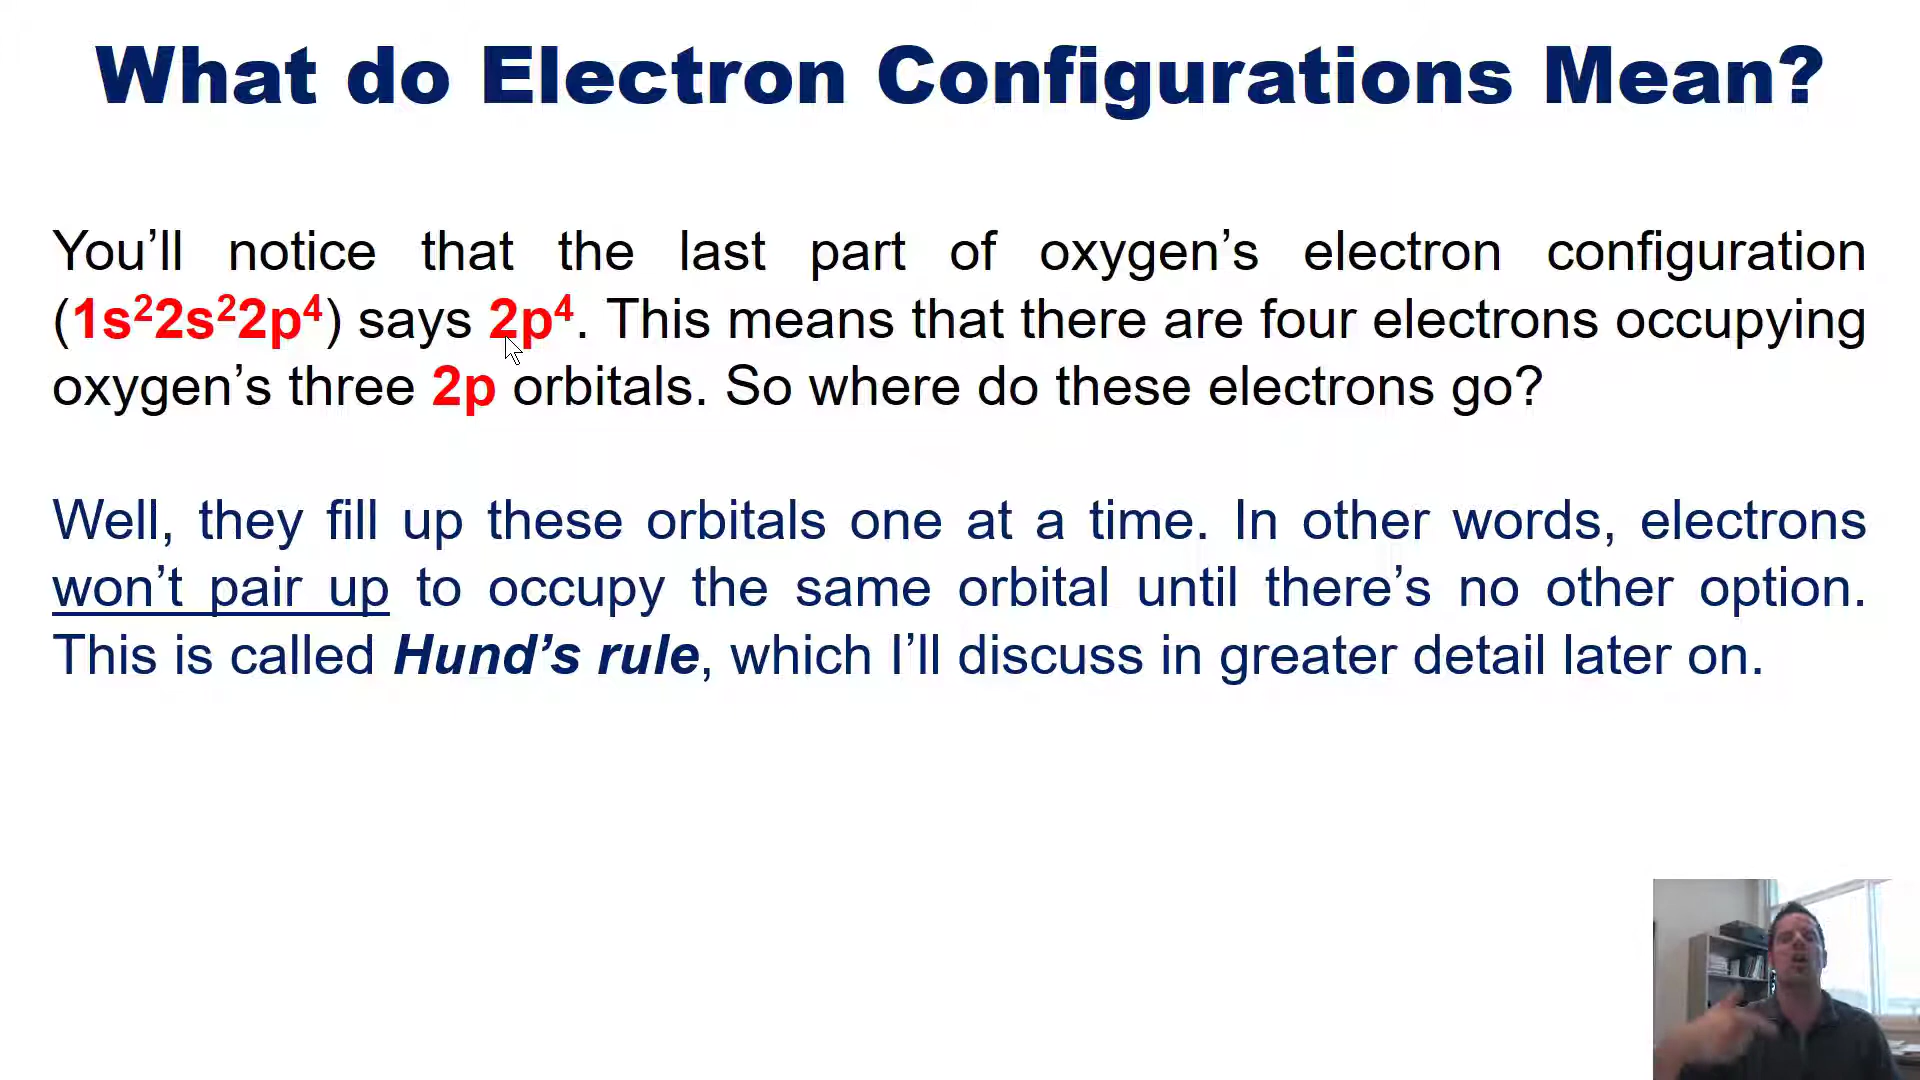 What do Electron Configurations Mean?
You’ll notice that the last part of oxygen’s electron configuration
(1s²2s²2p⁴) says 2p⁴. This means that there are four electrons occupying
oxygen’s three 2p orbitals. So where do these electrons go?
Well, they fill up these orbitals one at a time. In other words, electrons
won’t pair up to occupy the same orbital until there’s no other option.
This is called Hund’s rule, which I’ll discuss in greater detail later on.